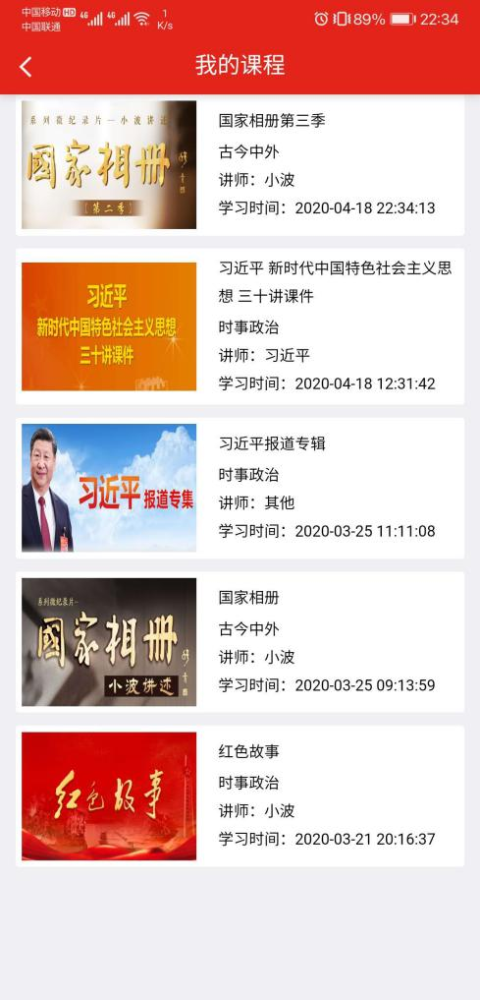 中国移动 HD 4G 4G 1 89% 22:34
中国联通 K/s
我的课程
系列微纪录片—小波讲述
國家相册
〔第二季〕
国家相册第三季
古今中外
讲师：小波
学习时间：2020-04-18 22:34:13
习近平
新时代中国特色社会主义思想
三十讲课件
习近平 新时代中国特色社会主义思
想 三十讲课件
时事政治
讲师：习近平
学习时间：2020-04-18 12:31:42
习近平 报道专集
习近平报道专辑
时事政治
讲师：其他
学习时间：2020-03-25 11:11:08
系列微纪录片—
國家相册
小波讲述
国家相册
古今中外
讲师：小波
学习时间：2020-03-25 09:13:59
红色故事
红色故事
时事政治
讲师：小波
学习时间：2020-03-21 20:16:37